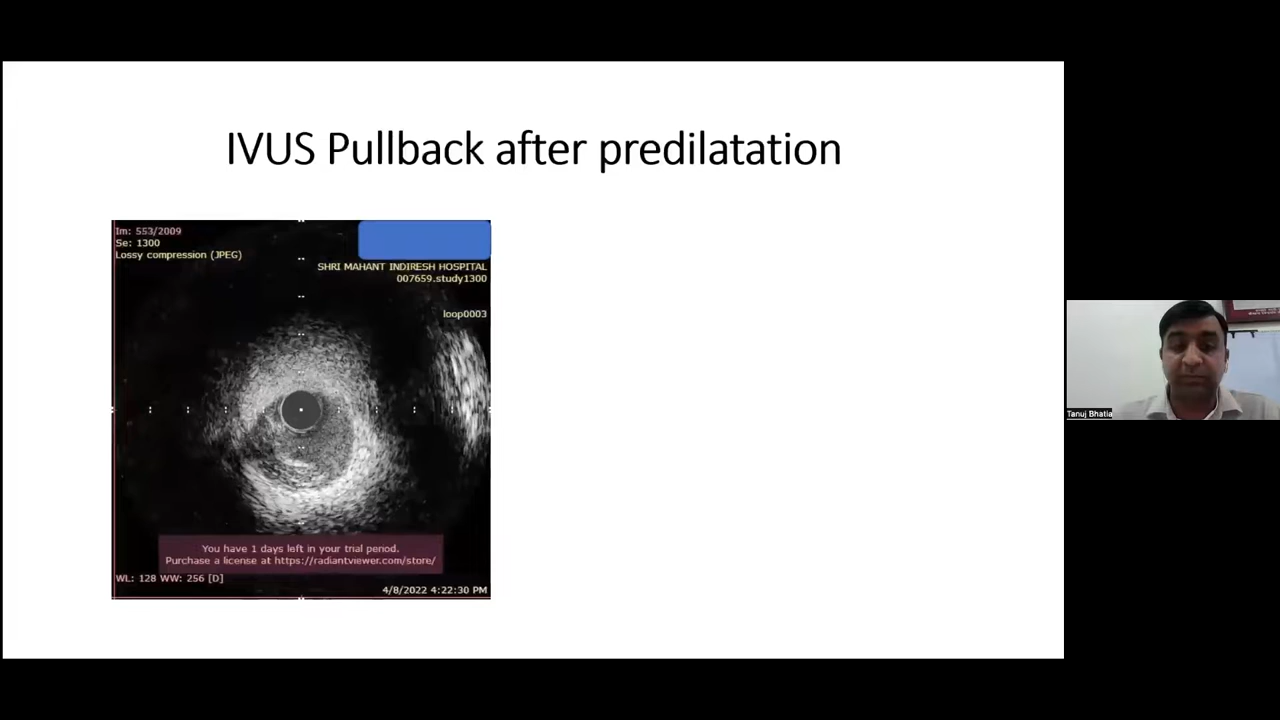 IVUS Pullback after predilatation
Im: 553/2009
Se: 1300
Lossy compression (JPEG)
SHRI MAHANT INDIRESH HOSPITAL
007659.study1300
loop0003
You have 1 days left in your trial period.
Purchase a license at https://radiantviewer.com/store/
WL: 128 WW: 256 [D]
4/8/2022 4:22:30 PM
Tanuj Bhatia